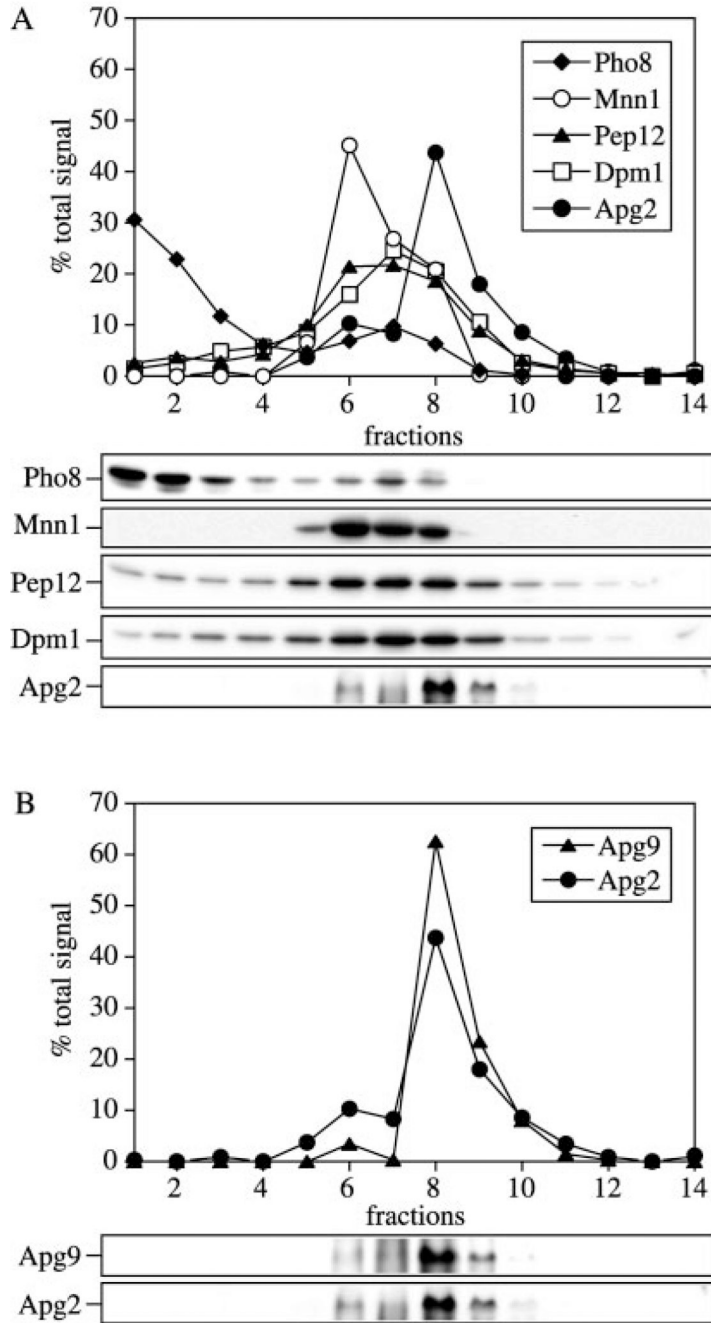 A
70
60
50
40
30
20
10
0
% total signal
Pho8
Mnn1
Pep12
Dpm1
Apg2
2 4 6 8 10 12 14
fractions
Pho8
Mnn1
Pep12
Dpm1
Apg2
B
70
60
50
40
30
20
10
0
% total signal
Apg9
Apg2
2 4 6 8 10 12 14
fractions
Apg9
Apg2